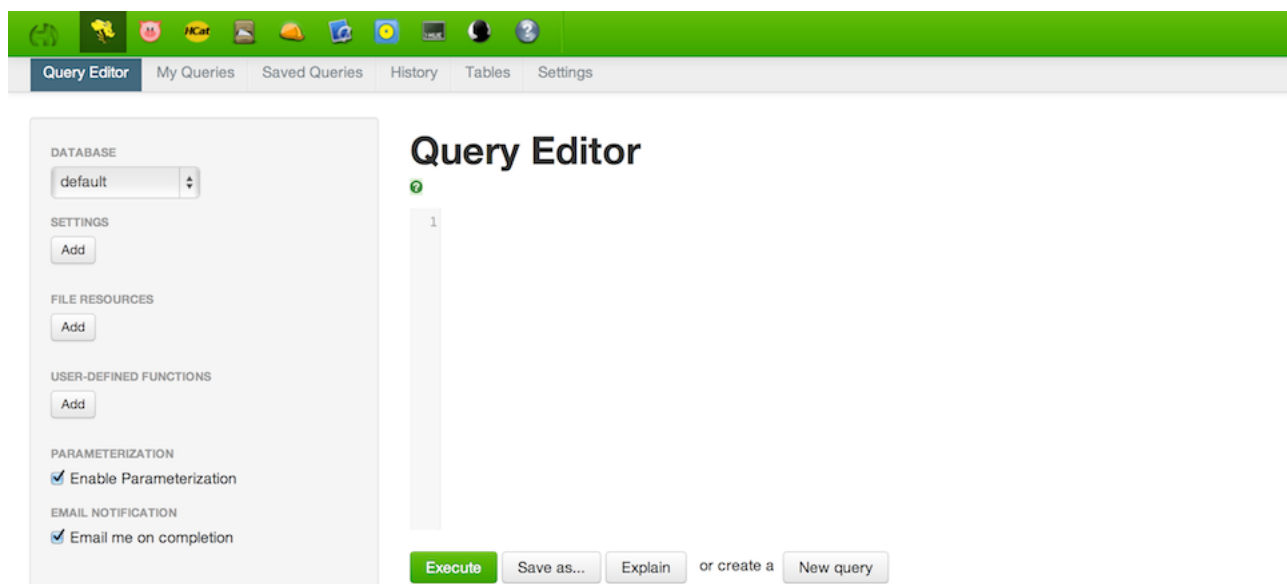 HCat
Query Editor My Queries Saved Queries History Tables Settings
DATABASE
default
SETTINGS
Add
FILE RESOURCES
Add
USER-DEFINED FUNCTIONS
Add
PARAMETERIZATION
Enable Parameterization
EMAIL NOTIFICATION
Email me on completion
Query Editor
?
1
Execute Save as... Explain or create a New query